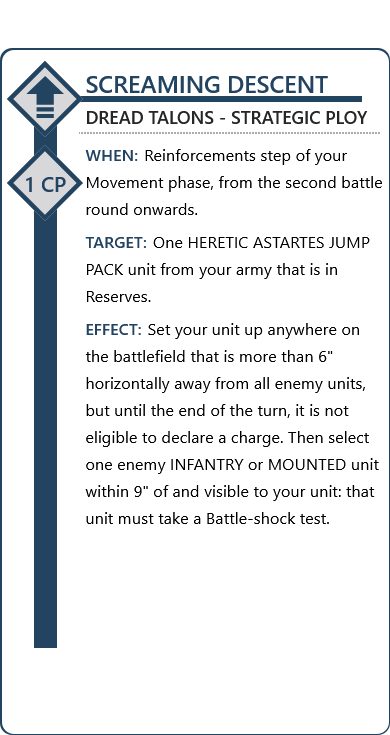 SCREAMING DESCENT
DREAD TALONS - STRATEGIC PLOY
WHEN: Reinforcements step of your
Movement phase, from the second battle
round onwards.
1 CP
TARGET: One HERETIC ASTARTES JUMP
PACK unit from your army that is in
Reserves.
EFFECT: Set your unit up anywhere on
the battlefield that is more than 6"
horizontally away from all enemy units,
but until the end of the turn, it is not
eligible to declare a charge. Then select
one enemy INFANTRY or MOUNTED unit
within 9" of and visible to your unit: that
unit must take a Battle-shock test.